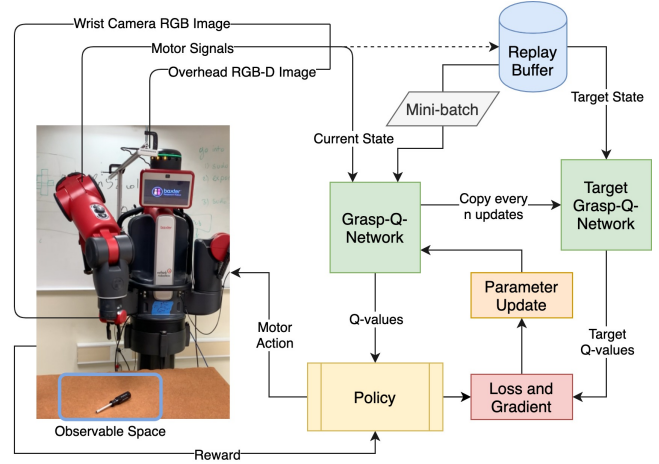 Wrist Camera RGB Image
Motor Signals
Overhead RGB-D Image
Replay
Buffer
Target State
Mini-batch
Current State
baxter
Grasp-Q-
Network
Copy every
n updates
Target
Grasp-Q-
Network
Parameter
Update
Q-values
Motor
Action
Target
Q-values
Policy
Loss and
Gradient
Observable Space
Reward